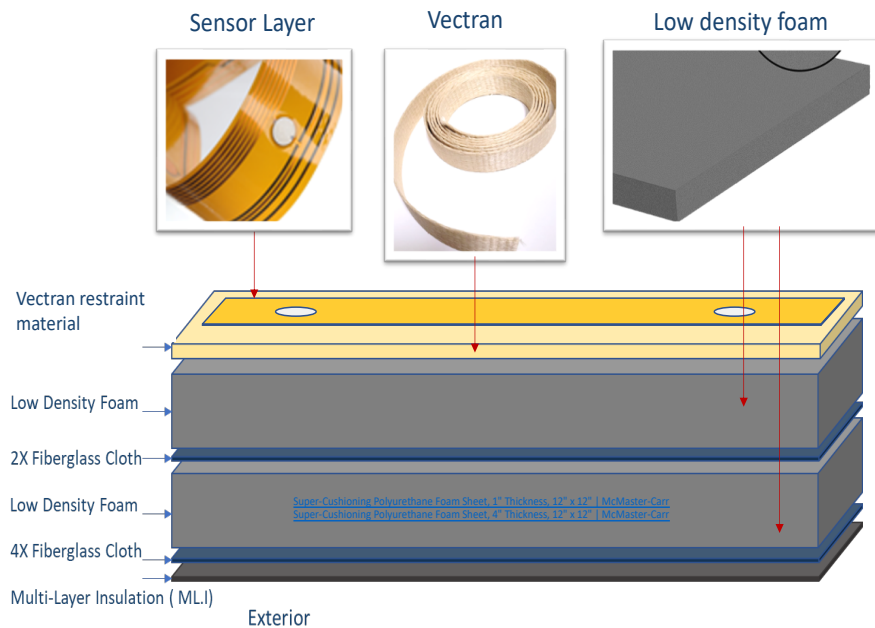 Sensor Layer
Vectran
Low density foam
Vectran restraint
material
Low Density Foam
2X Fiberglass Cloth
Low Density Foam
Super-Cushioning Polyurethane Foam Sheet, 1" Thickness, 12" x 12" | McMaster-Carr
Super-Cushioning Polyurethane Foam Sheet, 4" Thickness, 12" x 12" | McMaster-Carr
4X Fiberglass Cloth
Multi-Layer Insulation ( ML.I)
Exterior